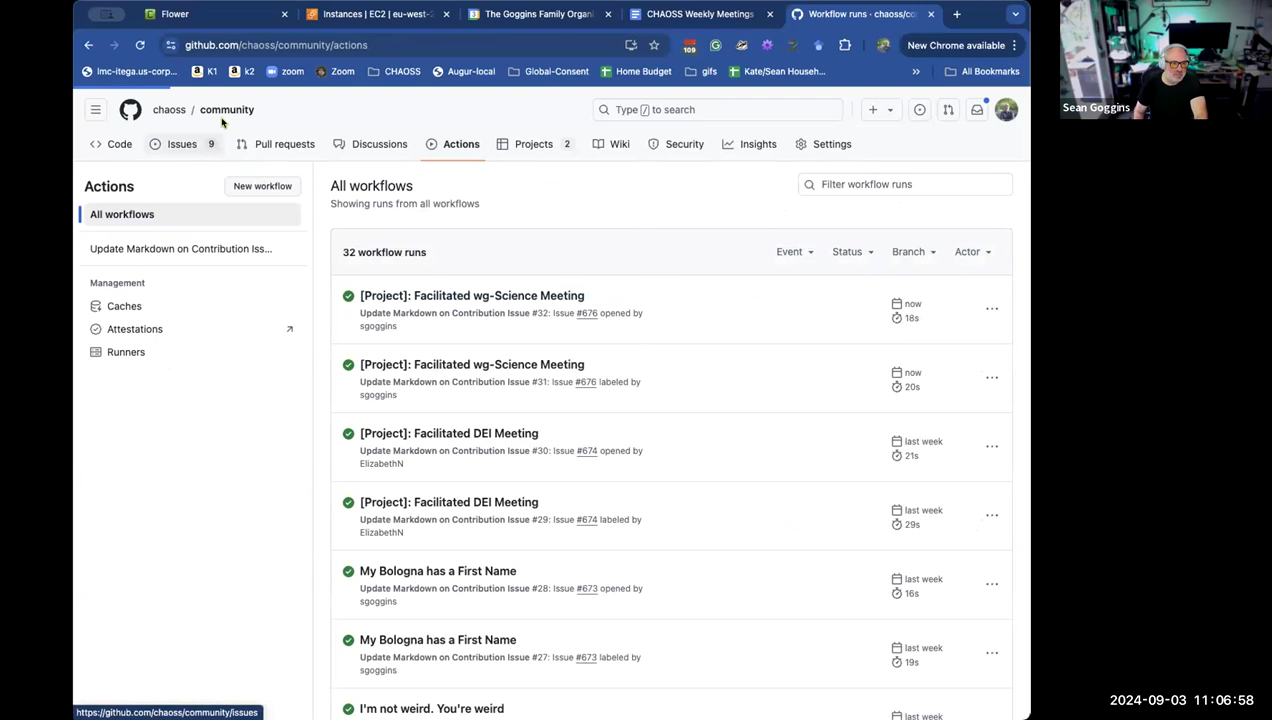 Flower
Instances | EC2 | eu-west-2
The Goggins Family Organi
CHAOSS Weekly Meetings
Workflow runs · chaoss/co
github.com/chaoss/community/actions
109
New Chrome available
lmc-itega.us-corp...
K1
k2
zoom
Zoom
CHAOSS
Augur-local
Global-Consent
Home Budget
gifs
Kate/Sean Househ...
»
All Bookmarks
Sean Goggins
chaoss / community
Type / to search
Code
Issues 9
Pull requests
Discussions
Actions
Projects 2
Wiki
Security
Insights
Settings
Actions
New workflow
All workflows
Update Markdown on Contribution Iss...
Management
Caches
Attestations
Runners
All workflows
Showing runs from all workflows
Filter workflow runs
32 workflow runs
Event
Status
Branch
Actor
[Project]: Facilitated wg-Science Meeting
Update Markdown on Contribution Issue #32: Issue #676 opened by
sgoggins
now
18s
[Project]: Facilitated wg-Science Meeting
Update Markdown on Contribution Issue #31: Issue #676 labeled by
sgoggins
now
20s
[Project]: Facilitated DEI Meeting
Update Markdown on Contribution Issue #30: Issue #674 opened by
ElizabethN
last week
21s
[Project]: Facilitated DEI Meeting
Update Markdown on Contribution Issue #29: Issue #674 labeled by
ElizabethN
last week
29s
My Bologna has a First Name
Update Markdown on Contribution Issue #28: Issue #673 opened by
sgoggins
last week
16s
My Bologna has a First Name
Update Markdown on Contribution Issue #27: Issue #673 labeled by
sgoggins
last week
19s
I'm not weird. You're weird
last week
https://github.com/chaoss/community/issues
2024-09-03 11:06:58